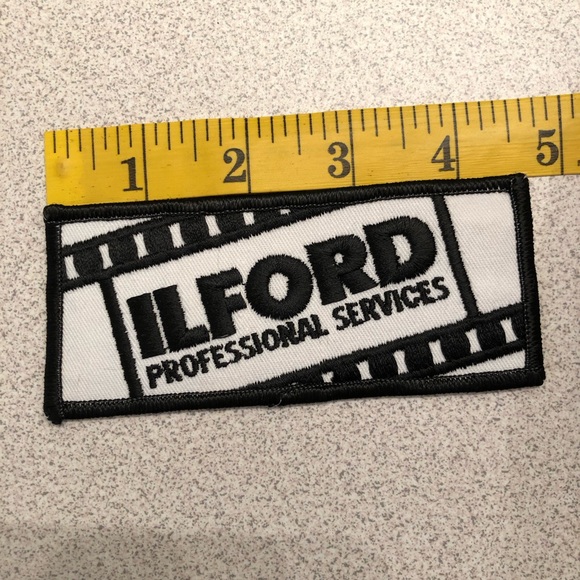 1 2 3 4 5
ILFORD
PROFESSIONAL SERVICES